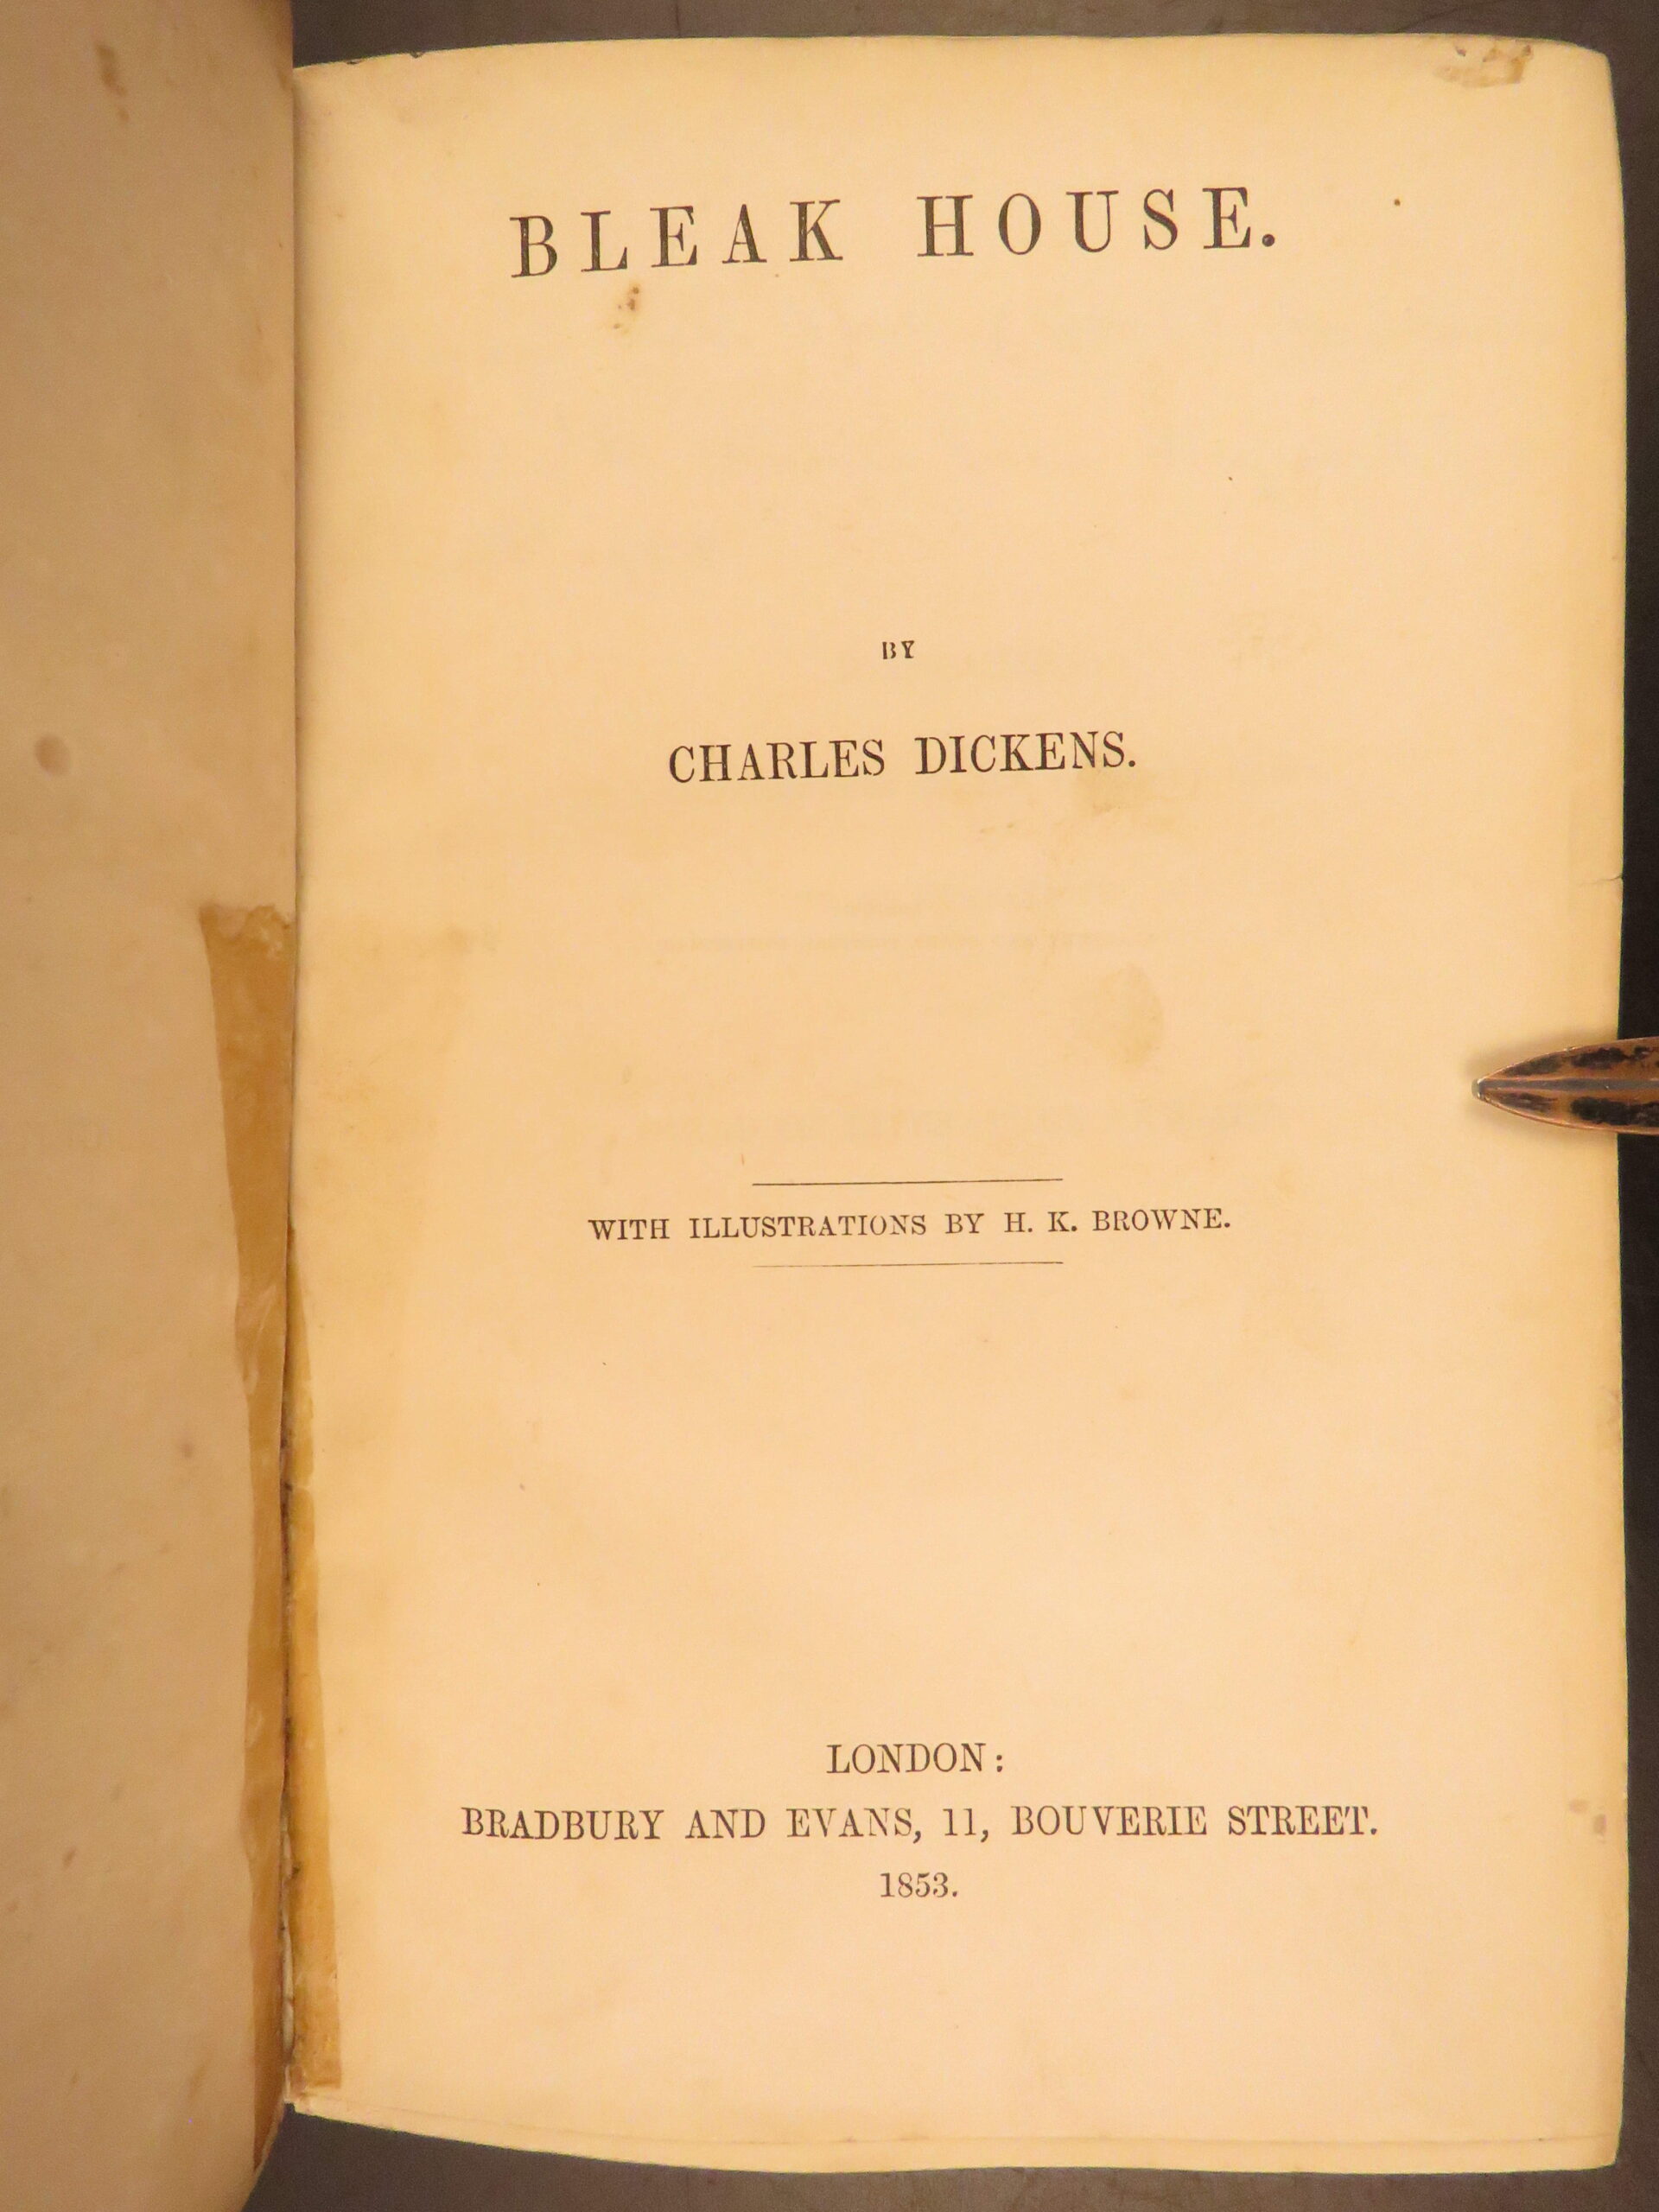 BLEAK HOUSE.
BY
CHARLES DICKENS.
WITH ILLUSTRATIONS BY H. K. BROWNE.
LONDON:
BRADBURY AND EVANS, 11, BOUVERIE STREET.
1853.